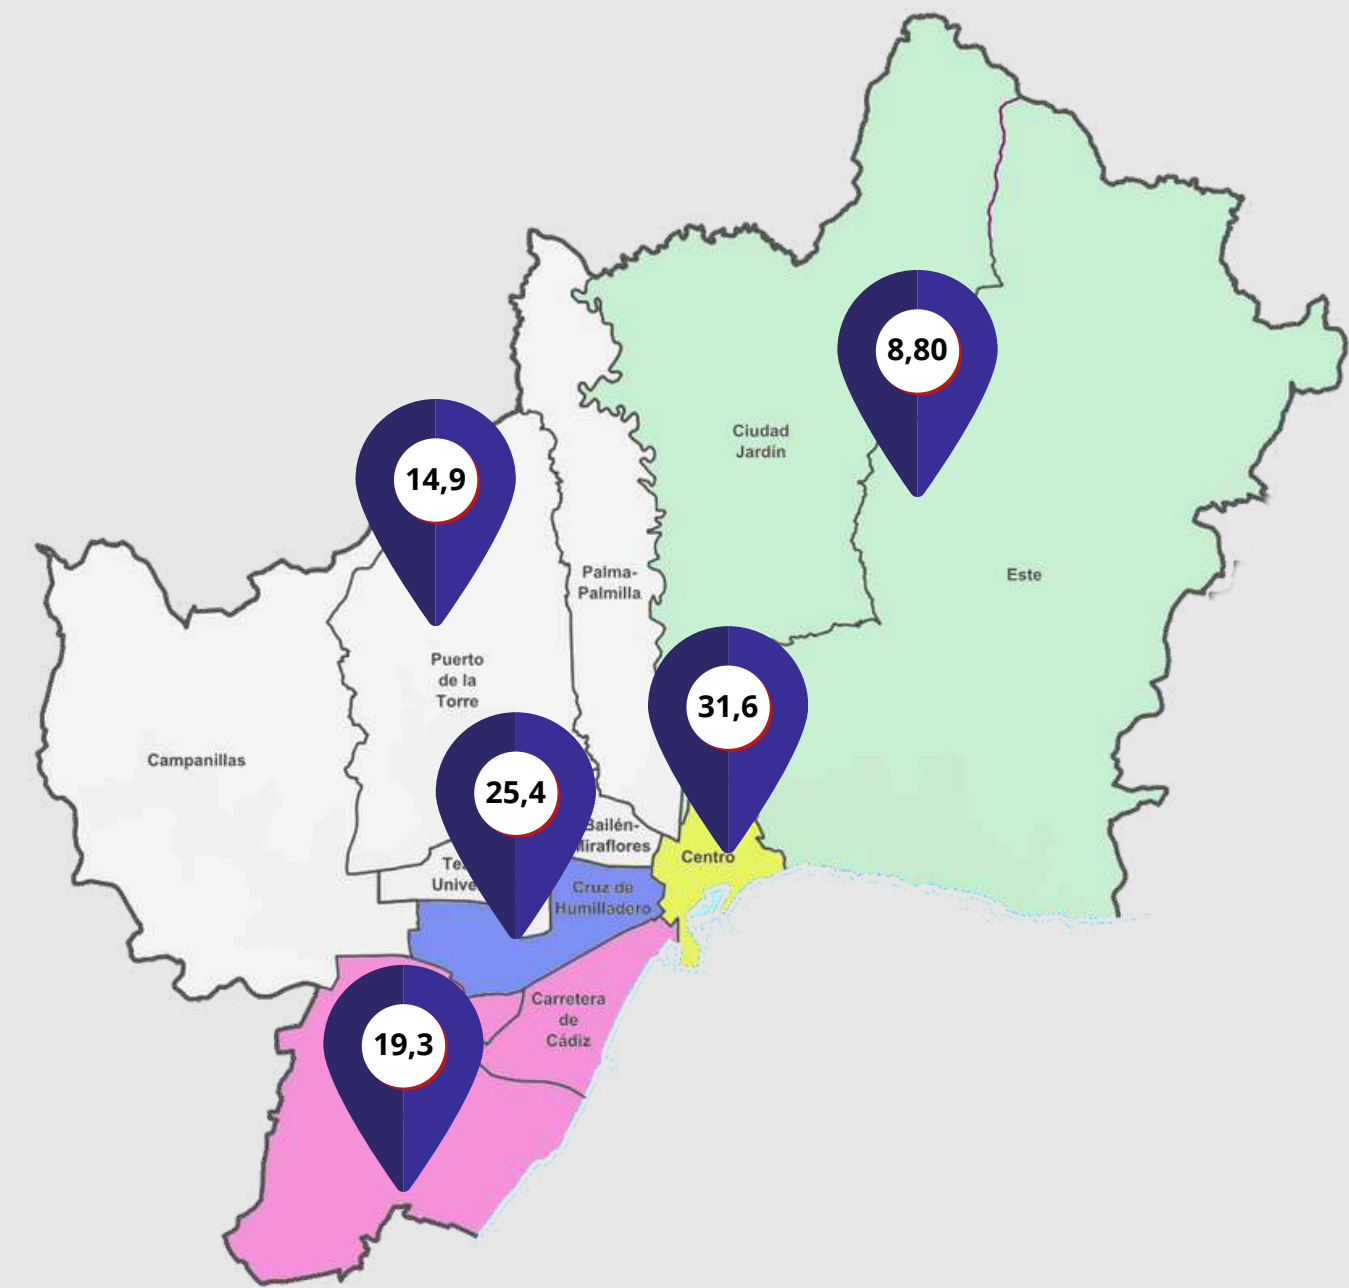 8,80
Ciudad
Jardín
14,9
Palma-
Palmilla
Este
Puerto
de la
Torre
31,6
Campanillas
25,4
Bailén-
Miraflores
Centro
Cruz de
Humilladero
Carretera
de
Cádiz
19,3